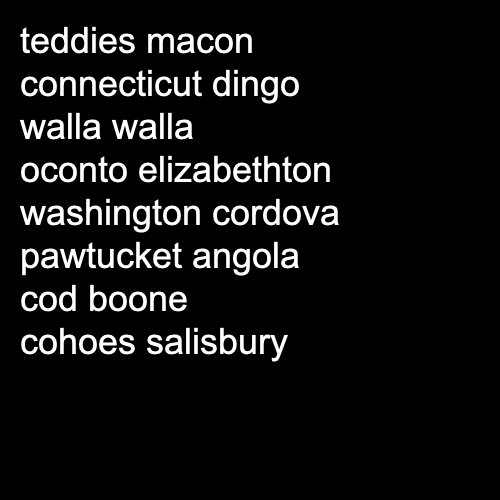 teddies macon
connecticut dingo
walla walla
oconto elizabethton
washington cordova
pawtucket angola
cod boone
cohoes salisbury